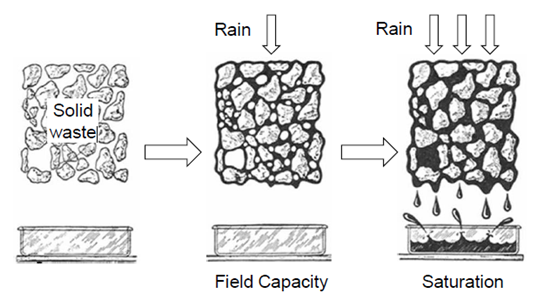 Rain
Rain
Solid
waste
Field Capacity
Saturation